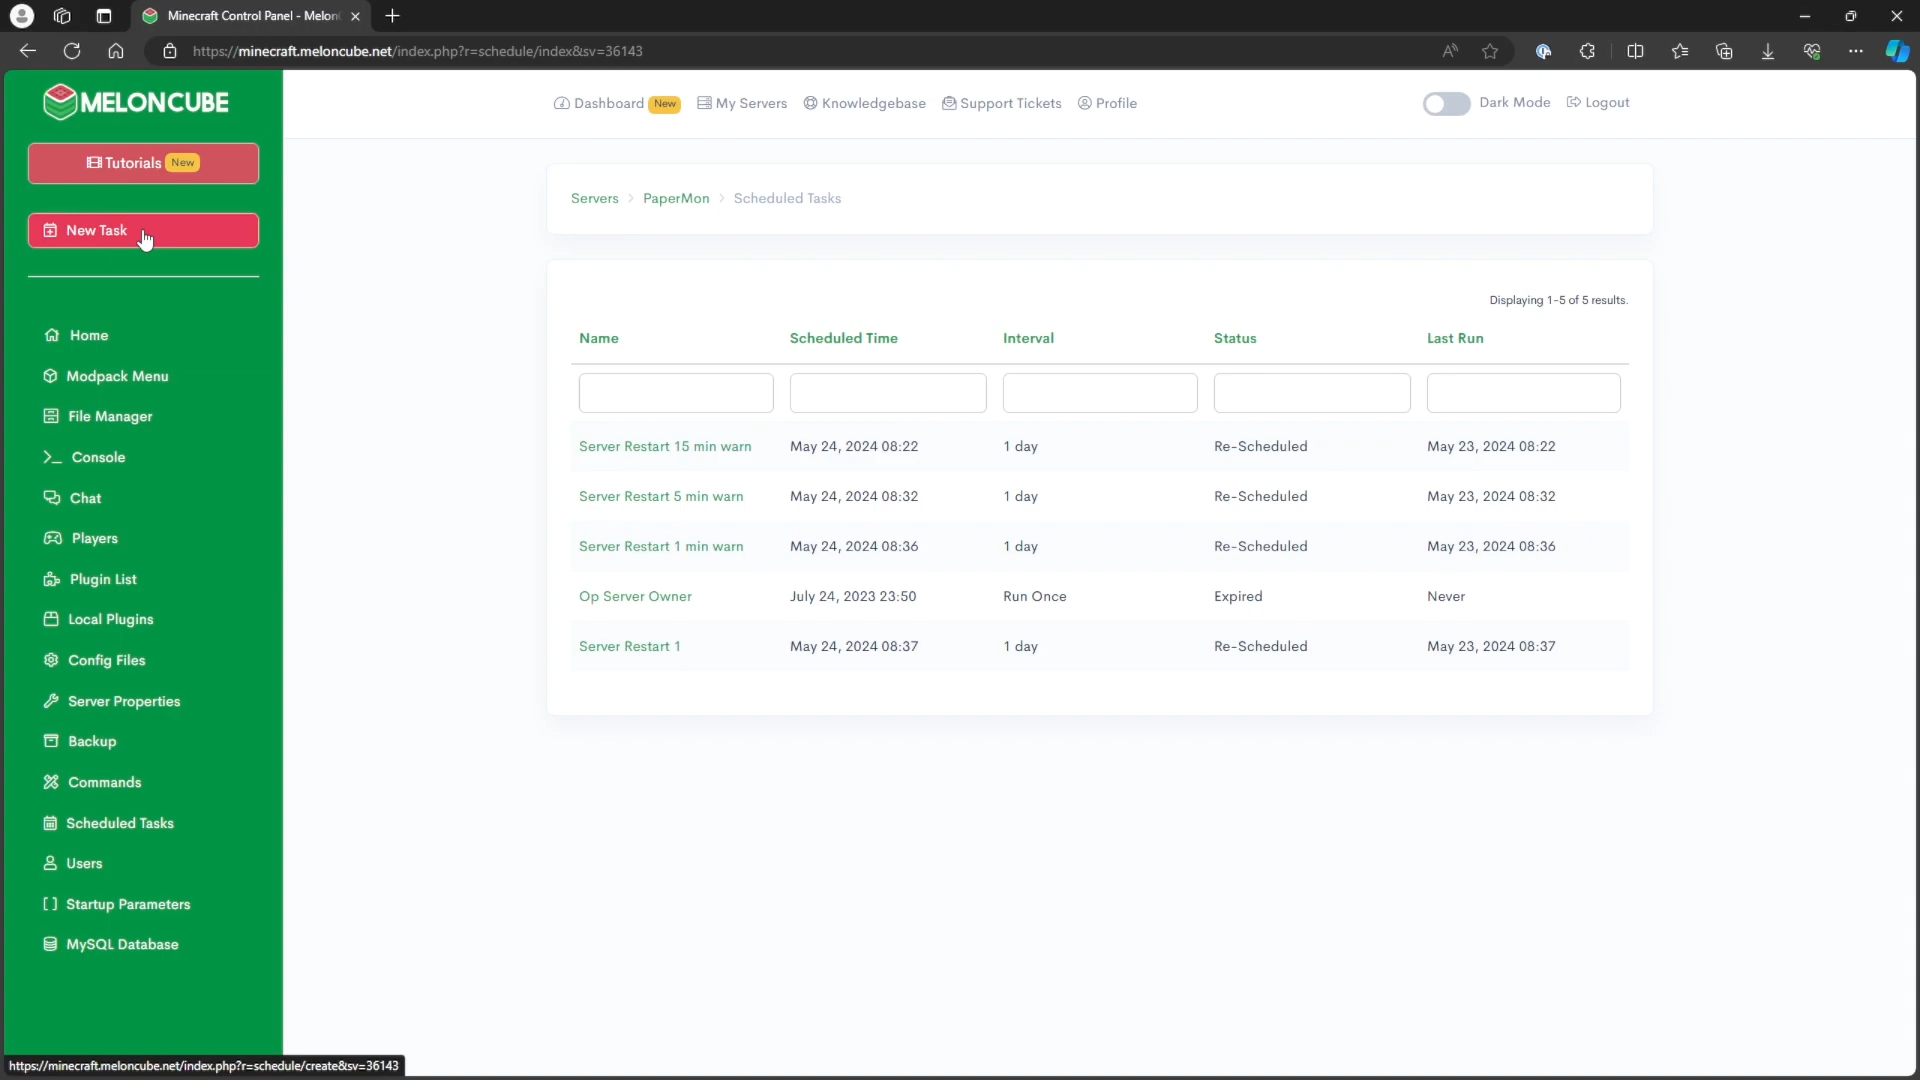 Minecraft Control Panel - Melon
https://minecraft.meloncube.net/index.php?r=schedule/index&sv=36143
MELONCUBE
Dashboard New My Servers Knowledgebase Support Tickets Profile Dark Mode Logout
Tutorials New
New Task
Home
Modpack Menu
File Manager
Console
Chat
Players
Plugin List
Local Plugins
Config Files
Server Properties
Backup
Commands
Scheduled Tasks
Users
Startup Parameters
MySQL Database
Servers > PaperMon > Scheduled Tasks
Displaying 1-5 of 5 results.
Name Scheduled Time Interval Status Last Run
Server Restart 15 min warn May 24, 2024 08:22 1 day Re-Scheduled May 23, 2024 08:22
Server Restart 5 min warn May 24, 2024 08:32 1 day Re-Scheduled May 23, 2024 08:32
Server Restart 1 min warn May 24, 2024 08:36 1 day Re-Scheduled May 23, 2024 08:36
Op Server Owner July 24, 2023 23:50 Run Once Expired Never
Server Restart 1 May 24, 2024 08:37 1 day Re-Scheduled May 23, 2024 08:37
https://minecraft.meloncube.net/index.php?r=schedule/create&sv=36143